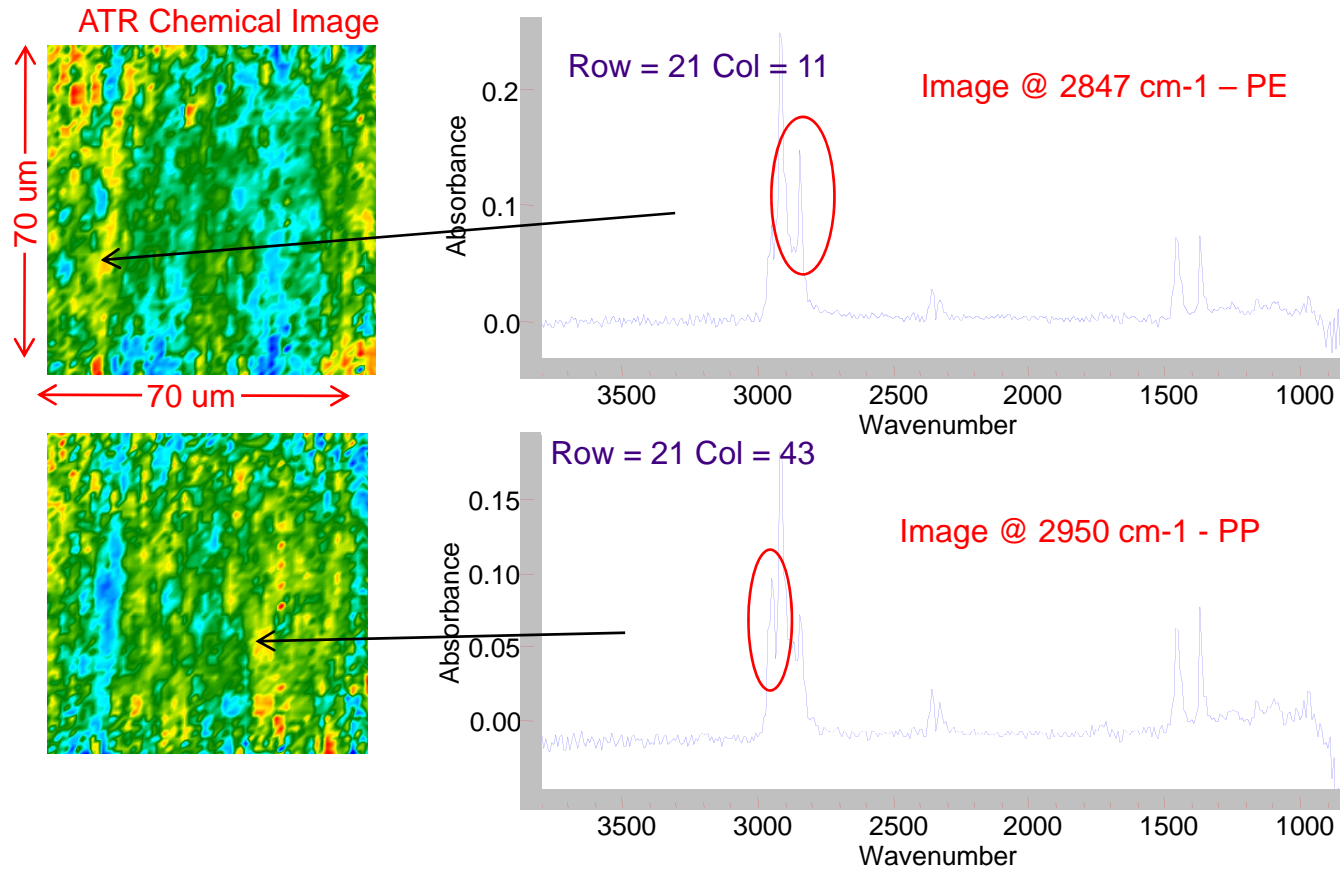 ATR Chemical Image
70 um
70 um
Row = 21 Col = 11
Image @ 2847 cm-1 – PE
Absorbance
0.2
0.1
0.0
3500 3000 2500 2000 1500 1000
Wavenumber
Row = 21 Col = 43
Image @ 2950 cm-1 - PP
Absorbance
0.15
0.10
0.05
0.00
3500 3000 2500 2000 1500 1000
Wavenumber